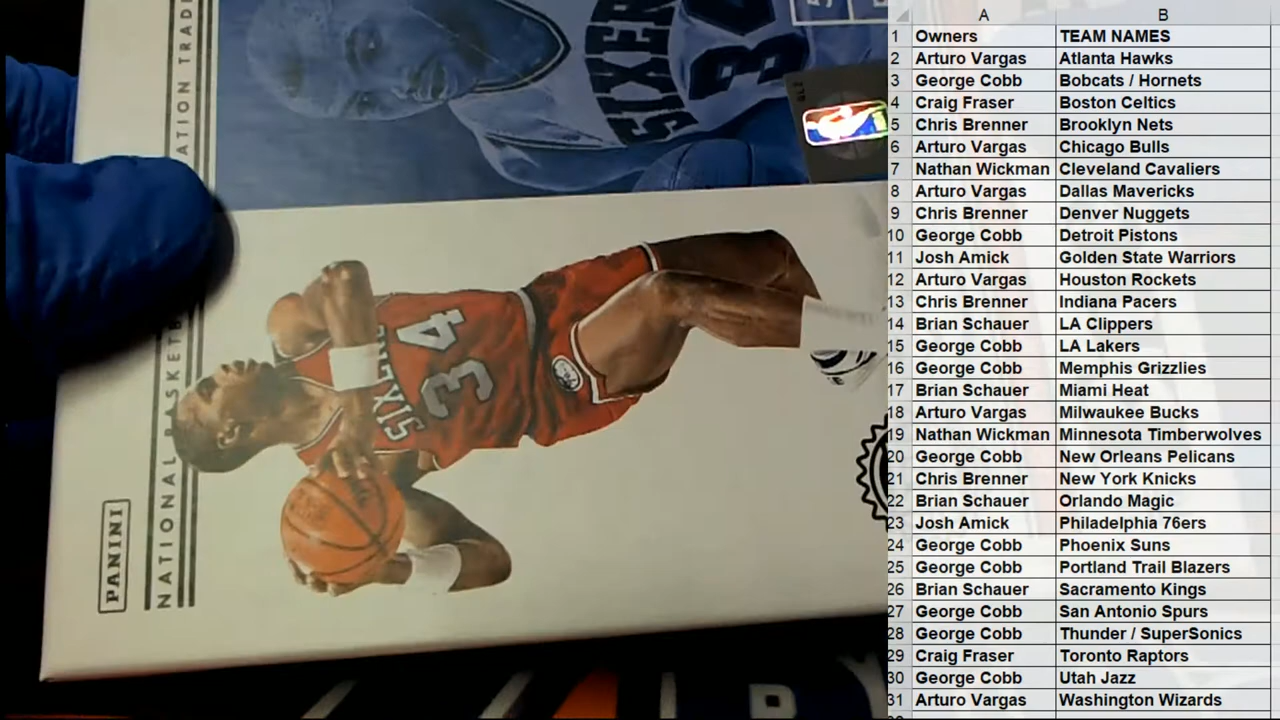 SIXERS
34
NATIONAL BASKETB
ATION TRADI
SIXERS
34
PANINI
A B
1 Owners TEAM NAMES
2 Arturo Vargas Atlanta Hawks
3 George Cobb Bobcats / Hornets
4 Craig Fraser Boston Celtics
5 Chris Brenner Brooklyn Nets
6 Arturo Vargas Chicago Bulls
7 Nathan Wickman Cleveland Cavaliers
8 Arturo Vargas Dallas Mavericks
9 Chris Brenner Denver Nuggets
10 George Cobb Detroit Pistons
11 Josh Amick Golden State Warriors
12 Arturo Vargas Houston Rockets
13 Chris Brenner Indiana Pacers
14 Brian Schauer LA Clippers
15 George Cobb LA Lakers
16 George Cobb Memphis Grizzlies
17 Brian Schauer Miami Heat
18 Arturo Vargas Milwaukee Bucks
19 Nathan Wickman Minnesota Timberwolves
20 George Cobb New Orleans Pelicans
21 Chris Brenner New York Knicks
22 Brian Schauer Orlando Magic
23 Josh Amick Philadelphia 76ers
24 George Cobb Phoenix Suns
25 George Cobb Portland Trail Blazers
26 Brian Schauer Sacramento Kings
27 George Cobb San Antonio Spurs
28 George Cobb Thunder / SuperSonics
29 Craig Fraser Toronto Raptors
30 George Cobb Utah Jazz
31 Arturo Vargas Washington Wizards